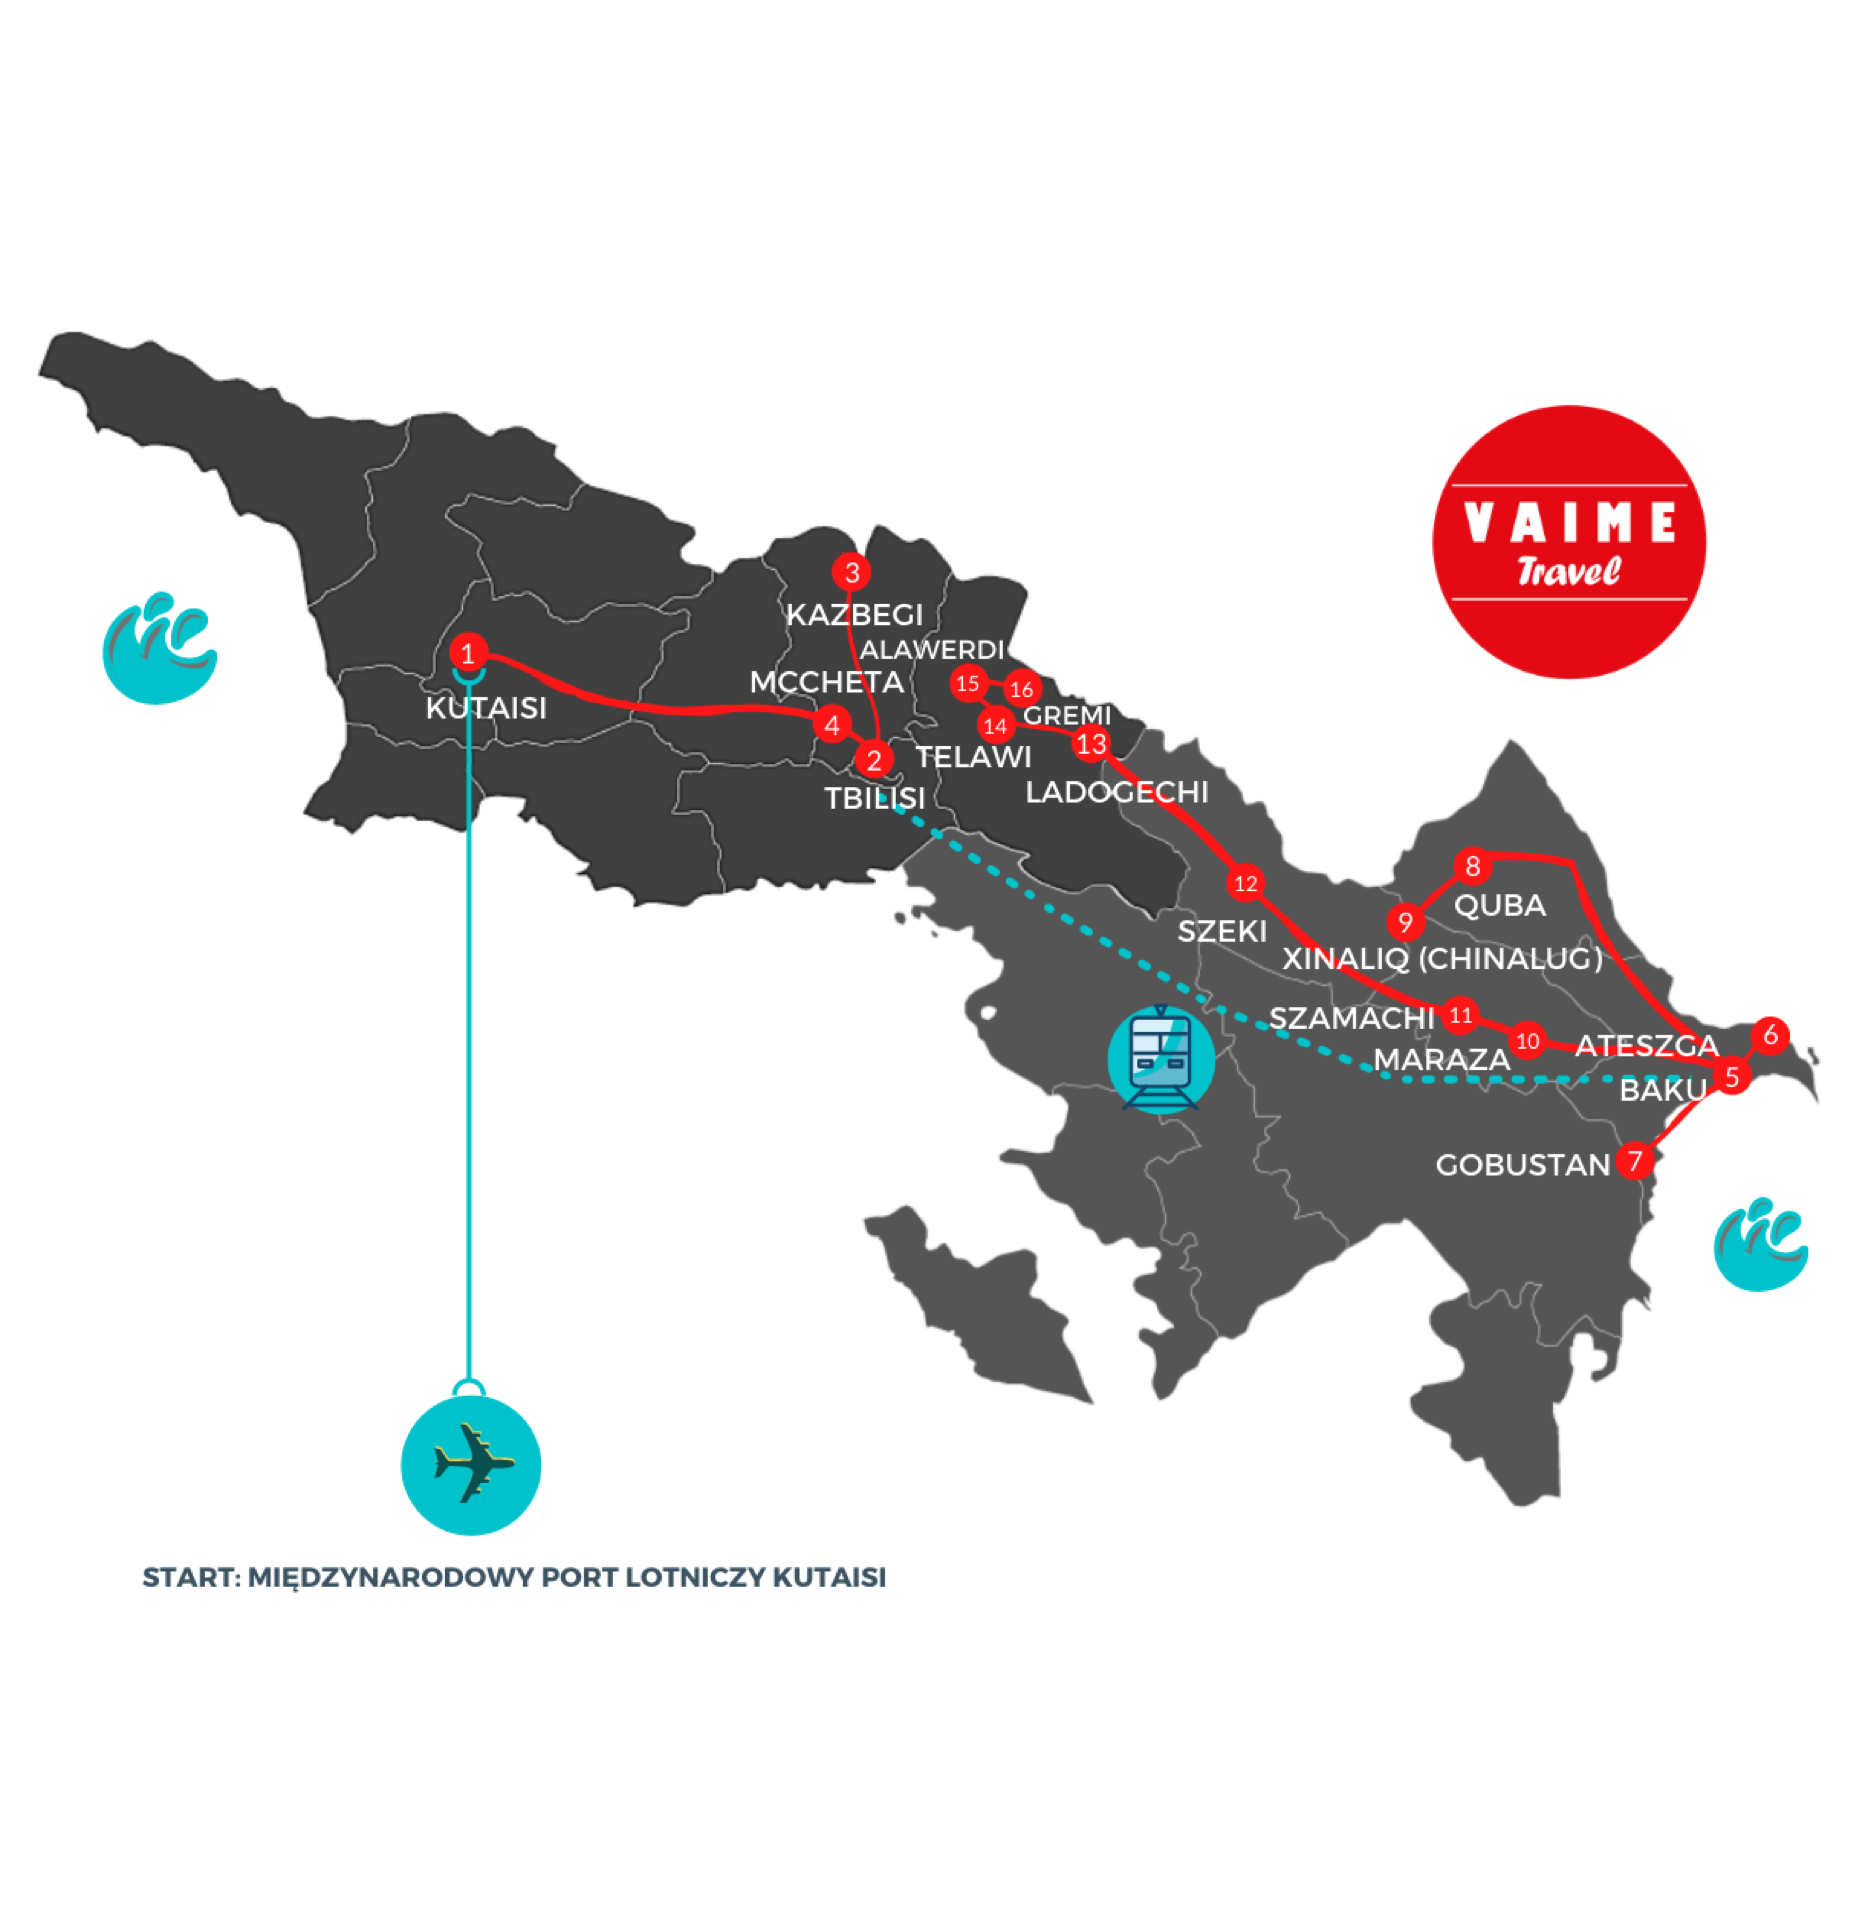 VAIME
Travel
3
KAZBEGI
ALAWERDI
1
MCCHETA
15
16
KUTAISI
4
14
GREMI
13
2
TELAWI
TBILISI
LADOGECHI
8
12
QUBA
9
SZEKI
XINALIQ (CHINALUG)
SZAMACHI
11
10
ATESZGA
6
MARAZA
BAKU
5
GOBUSTAN
7
START: MIĘDZYNARODOWY PORT LOTNICZY KUTAISI